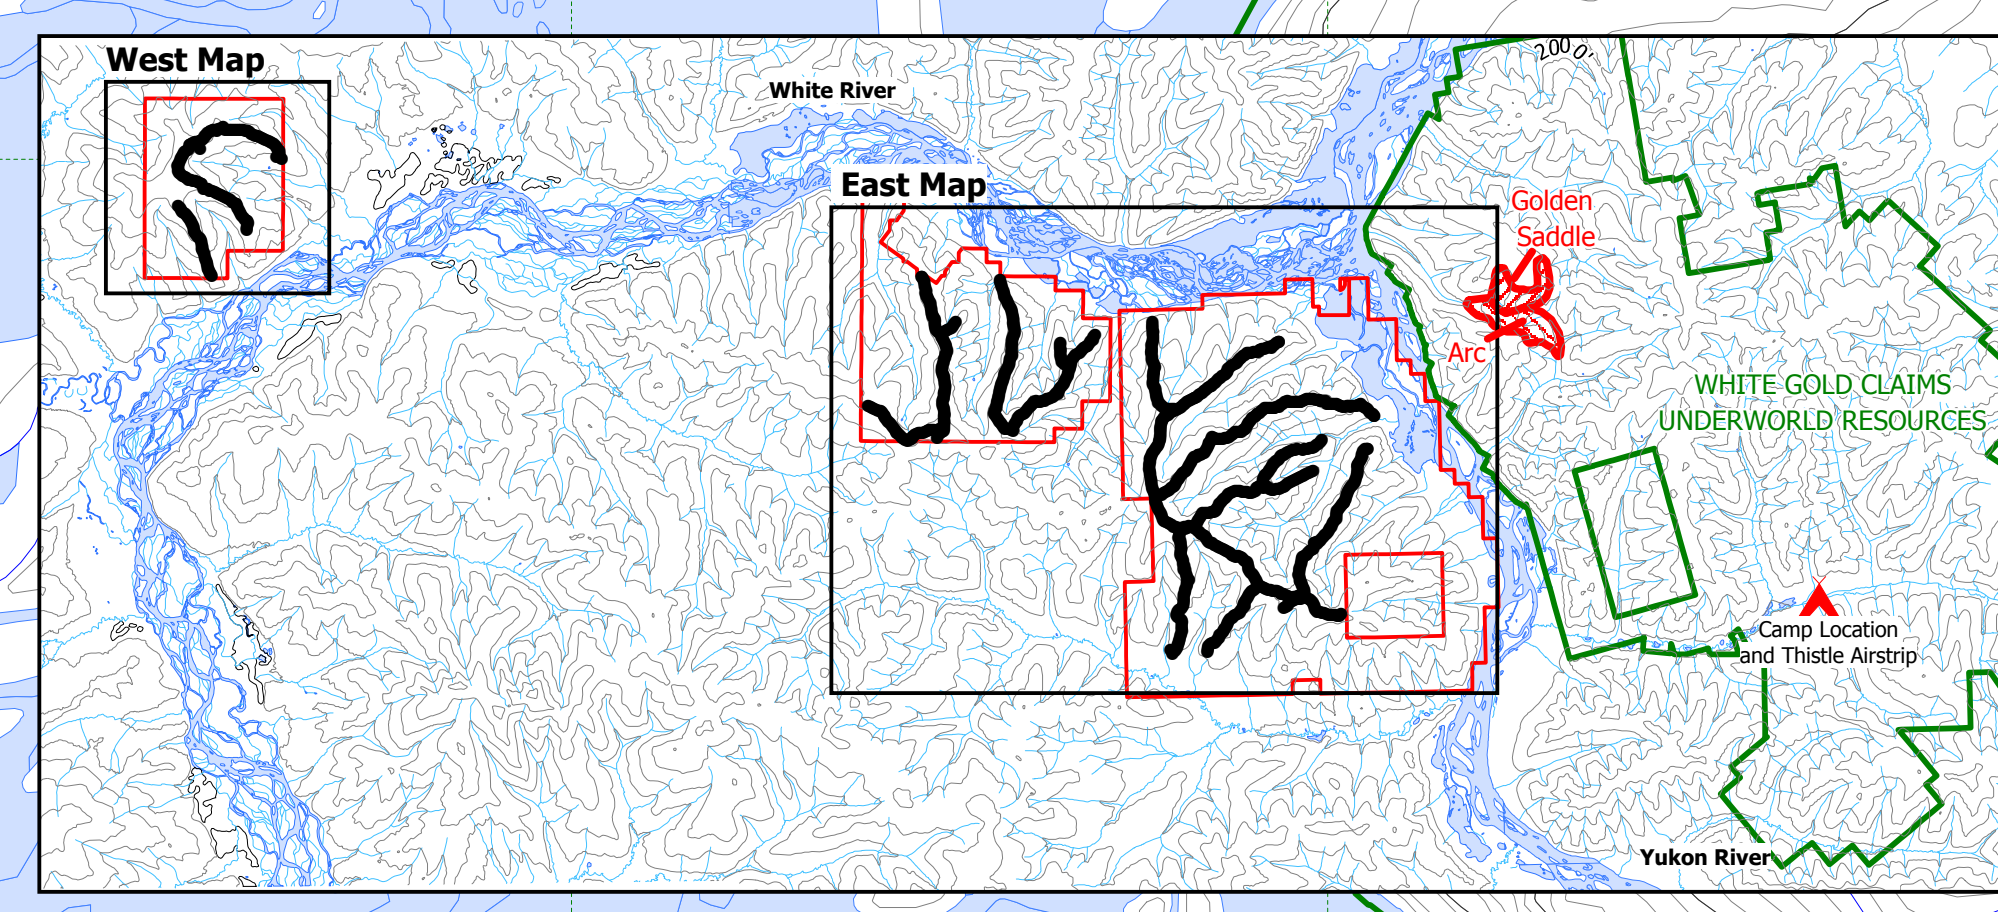 West Map
White River
East Map
Golden
Saddle
Arc
WHITE GOLD CLAIMS
UNDERWORLD RESOURCES
Camp Location
and Thistle Airstrip
Yukon River